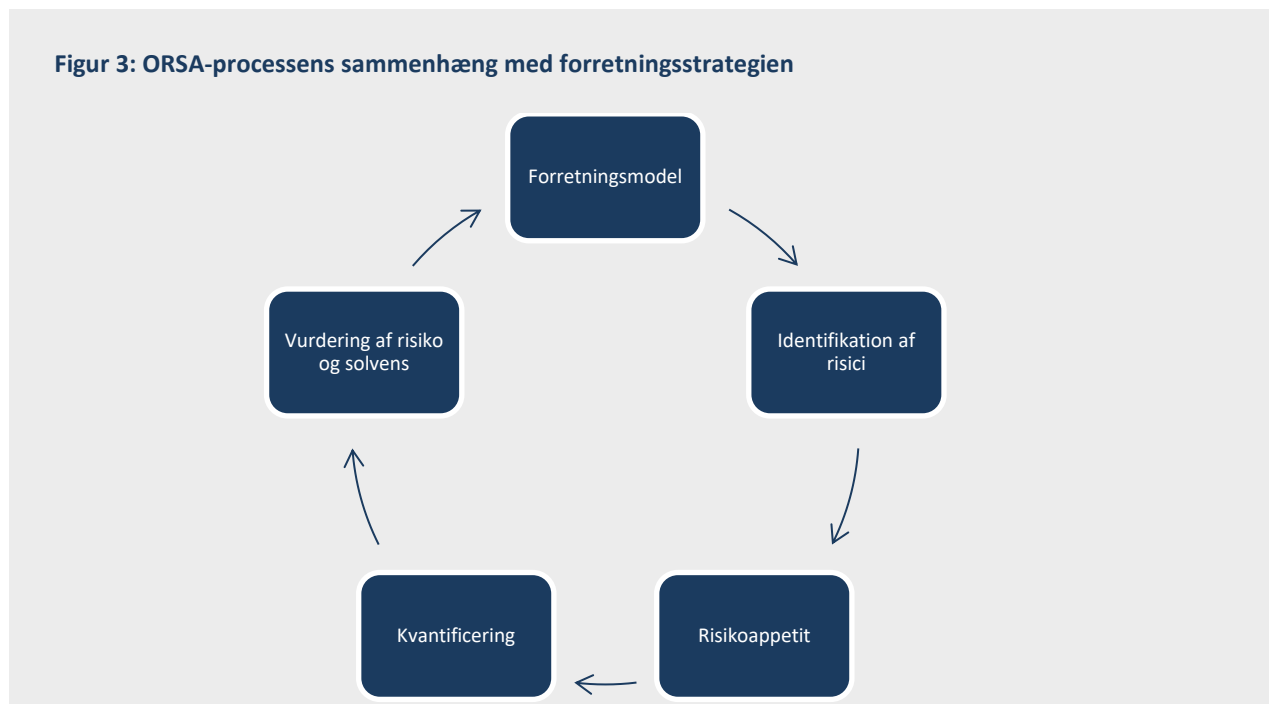 Figur 3: ORSA-processens sammenhæng med forretningsstrategien
Forretningsmodel
Identifikation af
risici
Risikoappetit
Kvantificering
Vurdering af risiko
og solvens